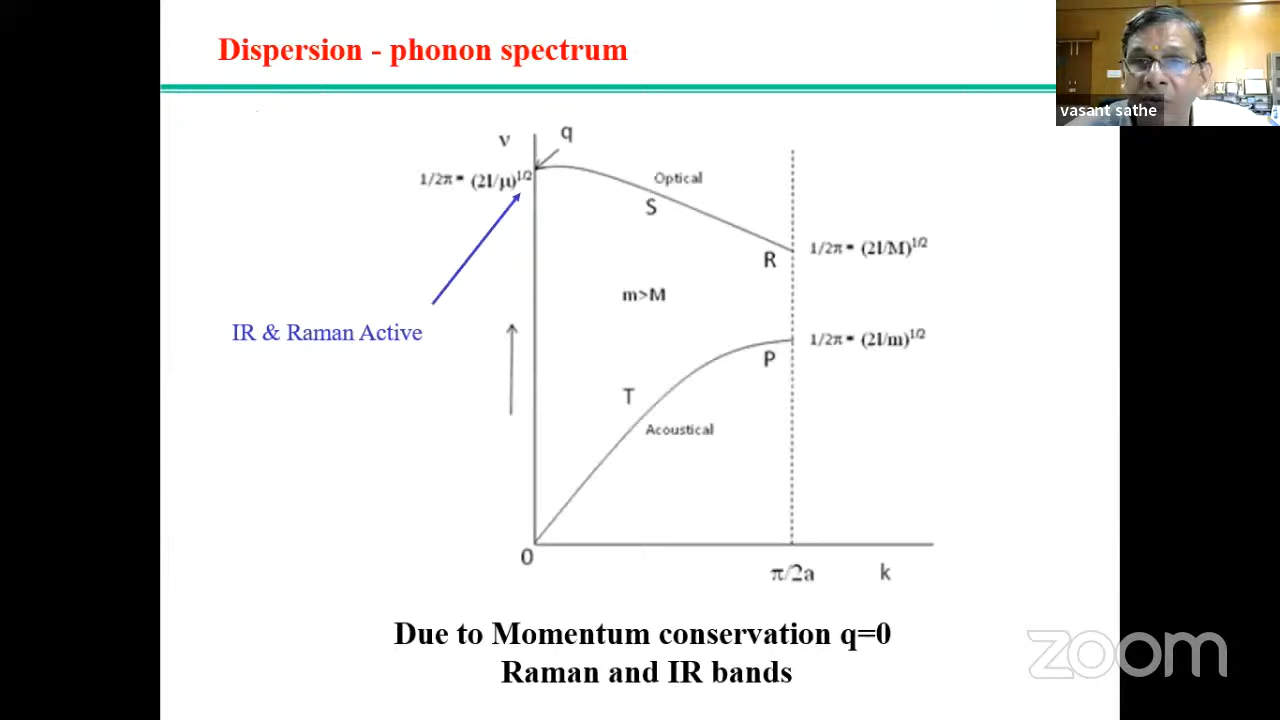 Dispersion - phonon spectrum
vasant sathe
ν
q
1/2π = (2l/μ)^1/2
Optical
S
1/2π = (2l/M)^1/2
R
m>M
IR & Raman Active
1/2π = (2l/m)^1/2
P
T
Acoustical
0
π/2a
k
Due to Momentum conservation q=0
Raman and IR bands
zoom